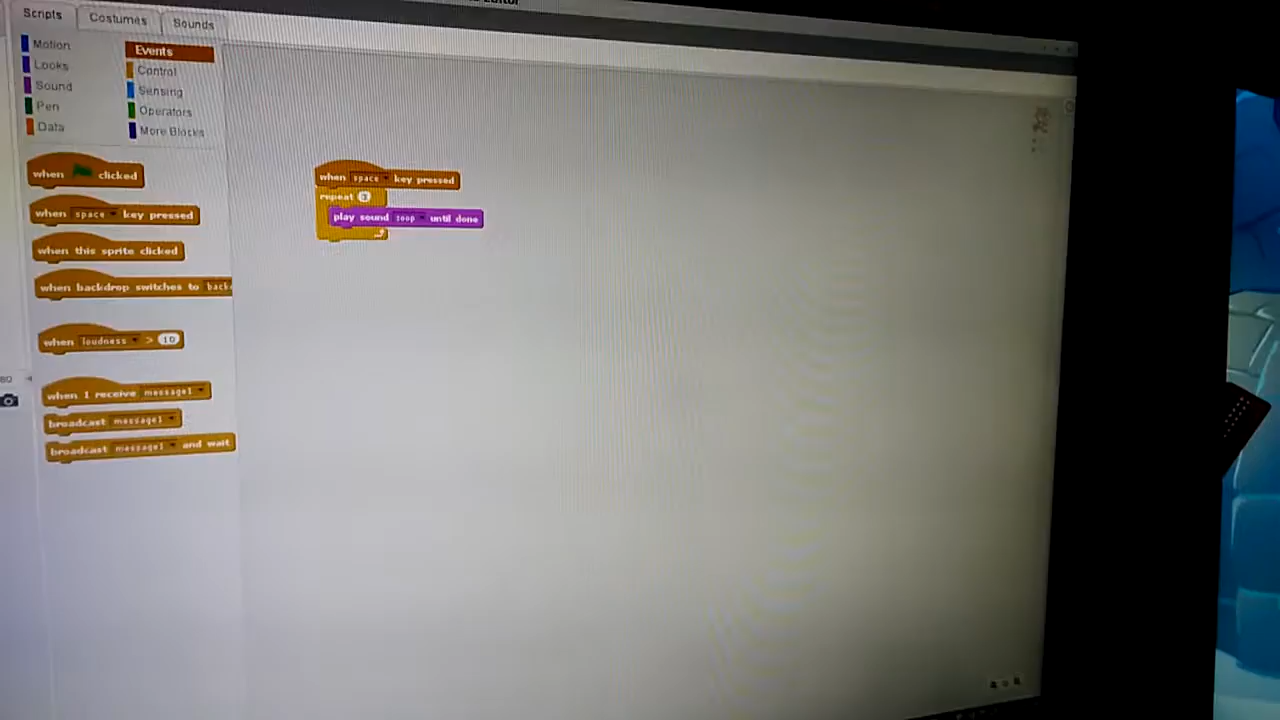 Scripts
Costumes
Sounds
Motion
Looks
Sound
Pen
Data
Events
Control
Sensing
Operators
More Blocks
when clicked
when space key pressed
when this sprite clicked
when backdrop switches to
when loudness > 10
when I receive message1
broadcast message1
broadcast message1 and wait
when space key pressed
repeat
play sound until done